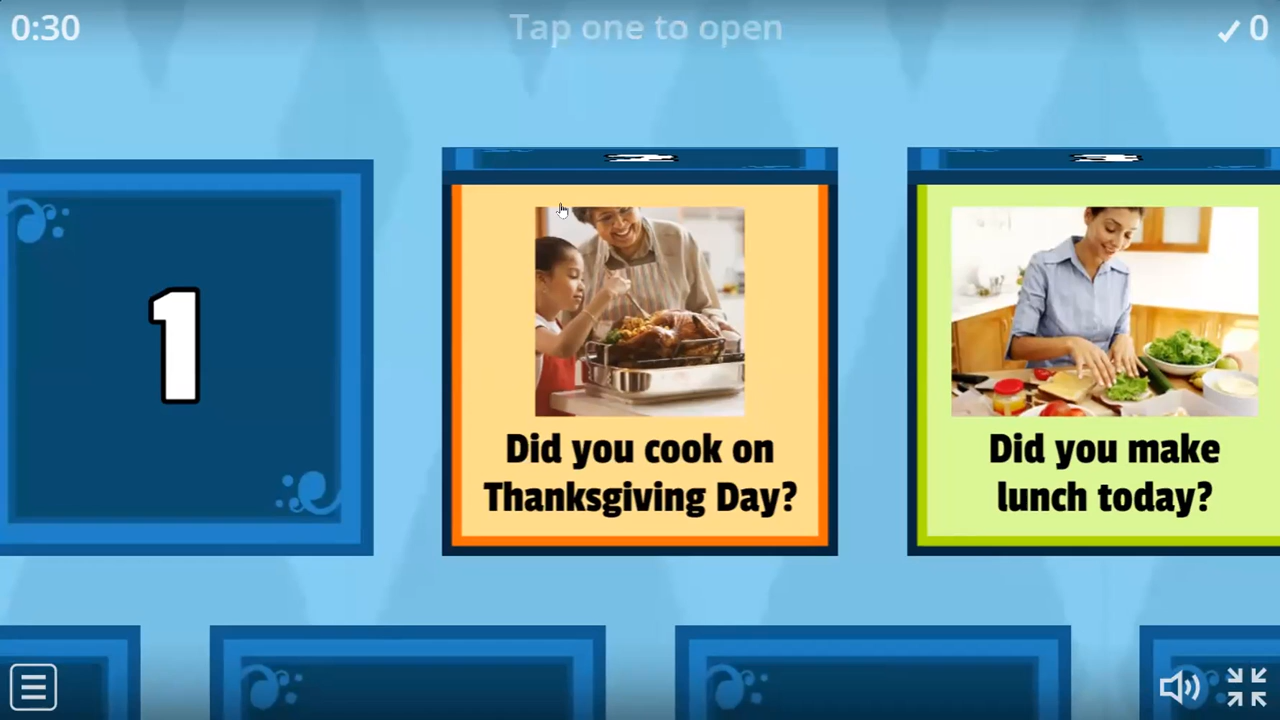 0:30
Tap one to open
0
1
Did you cook on
Thanksgiving Day?
Did you make
lunch today?